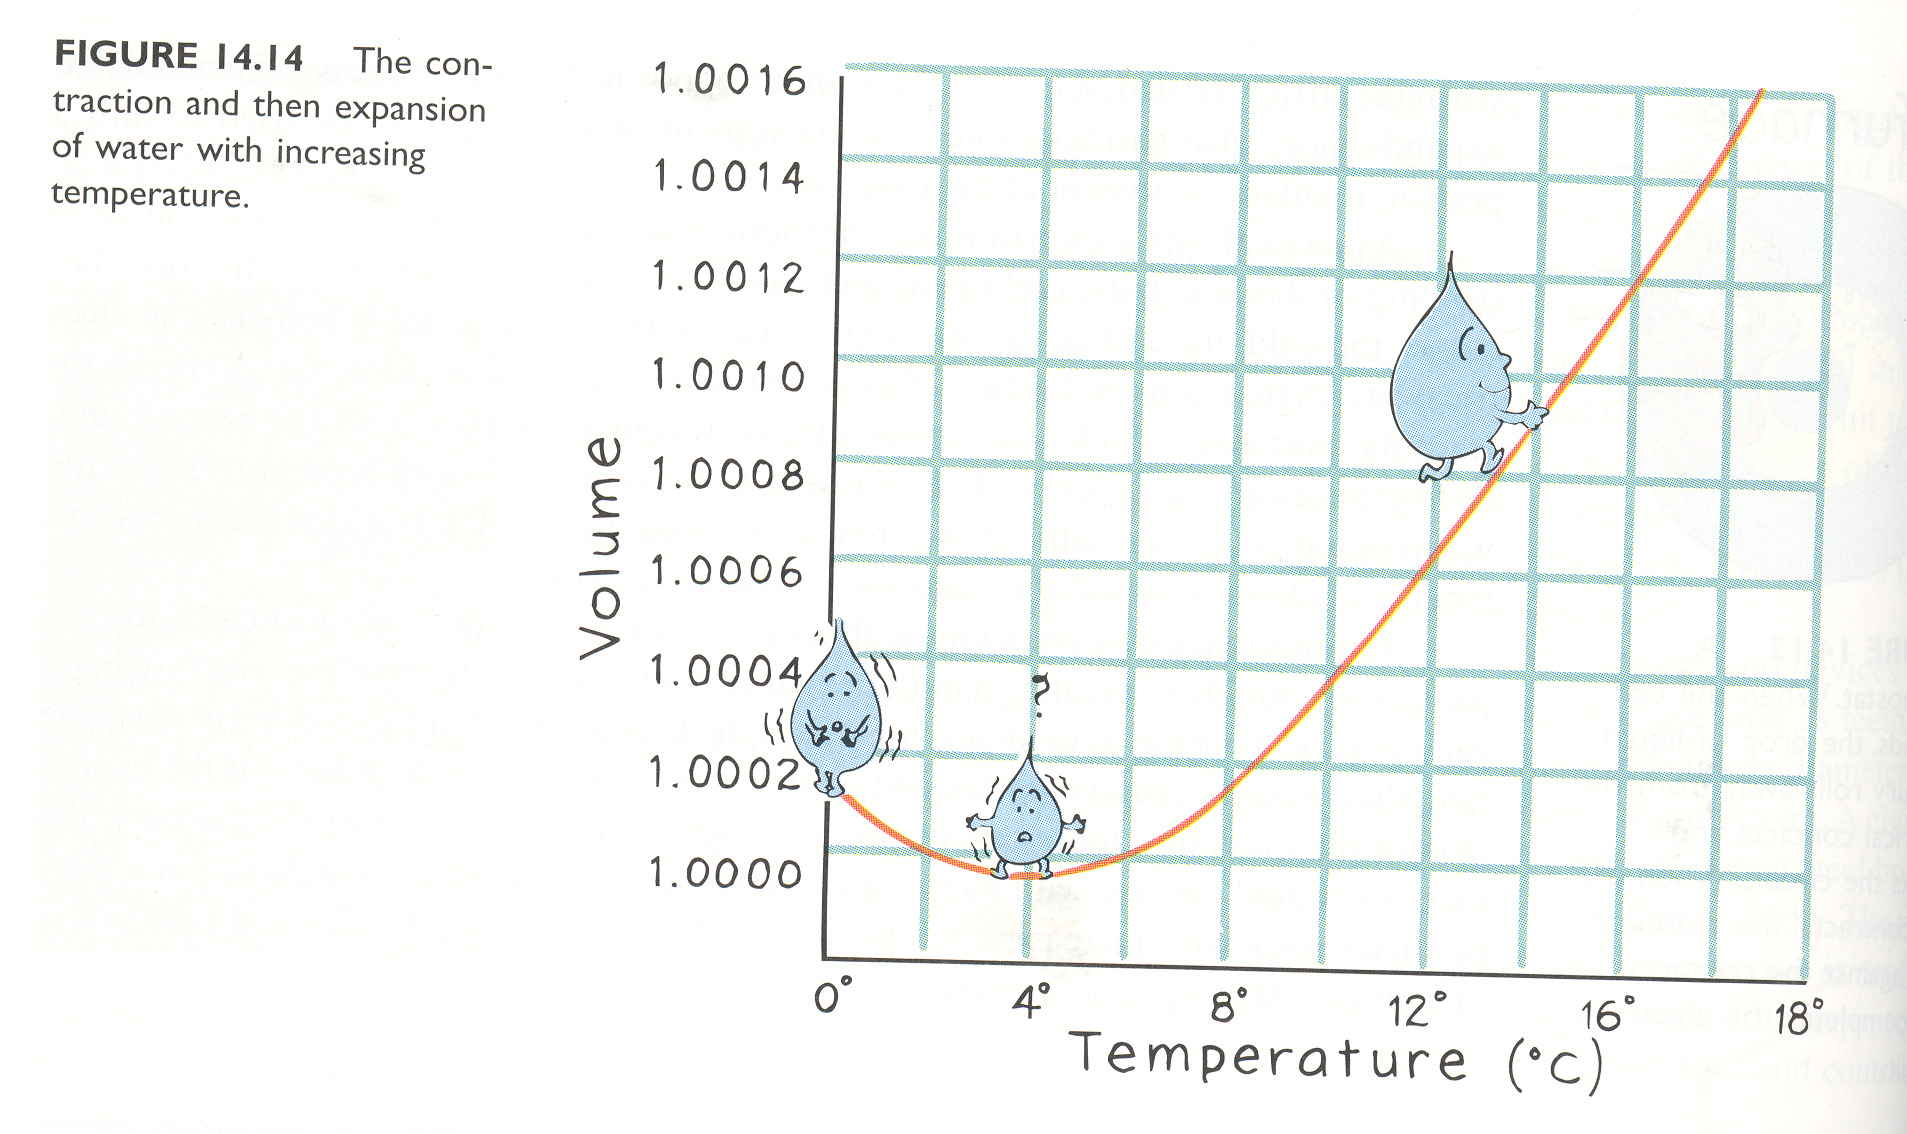 FIGURE 14.14 The con-
traction and then expansion
of water with increasing
temperature.
1.0016
1.0014
1.0012
1.0010
1.0008
1.0006
1.0004
1.0002
1.0000
Volume
?
0° 4° 8° 12° 16° 18°
Temperature (°C)